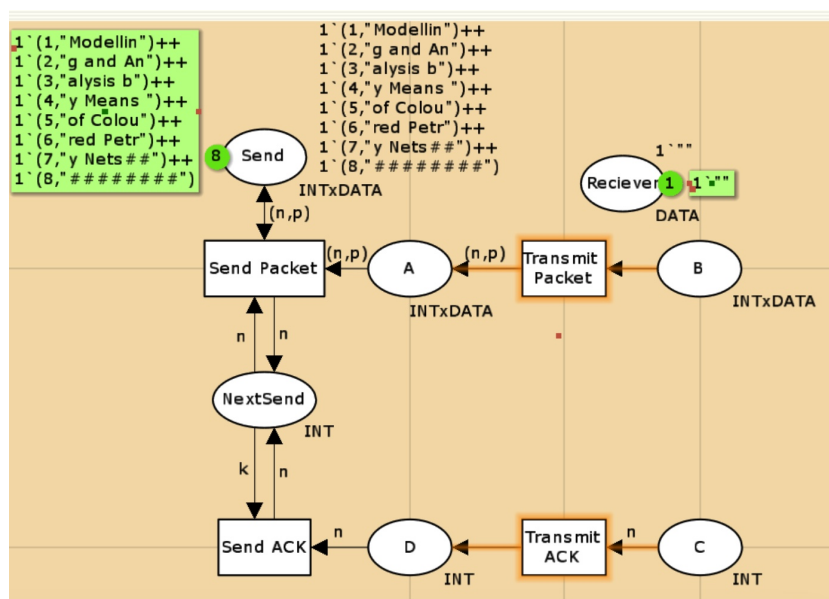 1`(1,"Modellin")++
1`(2,"g and An")++
1`(3,"alysis b")++
1`(4,"y Means ")++
1`(5,"of Colou")++
1`(6,"red Petr")++
1`(7,"y Nets##")++
1`(8,"########")
1`(1,"Modellin")++
1`(2,"g and An")++
1`(3,"alysis b")++
1`(4,"y Means ")++
1`(5,"of Colou")++
1`(6,"red Petr")++
1`(7,"y Nets##")++
1`(8,"########")
8
Send
INTxDATA
1`""
Reciever
1
1`""
DATA
(n,p)
Send Packet
(n,p)
A
INTxDATA
(n,p)
Transmit
Packet
B
INTxDATA
n
n
NextSend
INT
k
n
Send ACK
n
D
INT
Transmit
ACK
n
C
INT